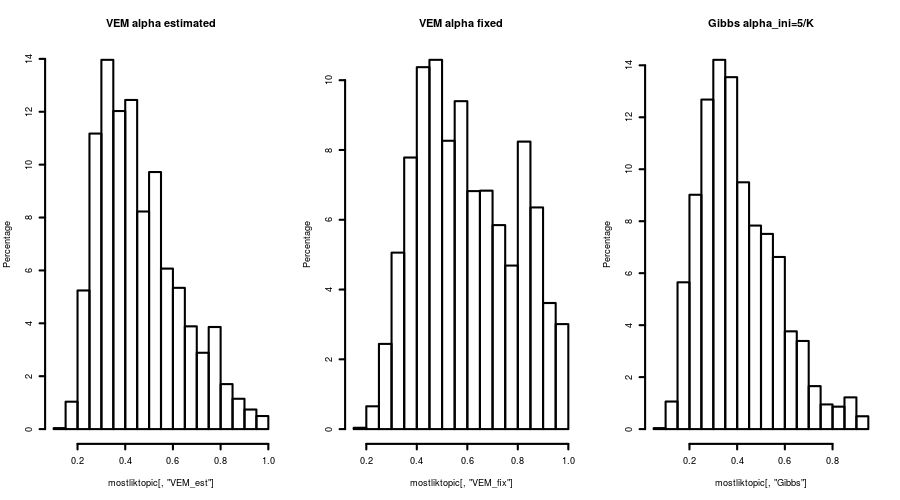 VEM alpha estimated
Percentage
14
12
10
8
6
4
2
0
0.2 0.4 0.6 0.8 1.0
mostliktopic[, "VEM_est"]
VEM alpha fixed
Percentage
10
8
6
4
2
0
0.2 0.4 0.6 0.8 1.0
mostliktopic[, "VEM_fix"]
Gibbs alpha_ini=5/K
Percentage
14
12
10
8
6
4
2
0
0.2 0.4 0.6 0.8
mostliktopic[, "Gibbs"]